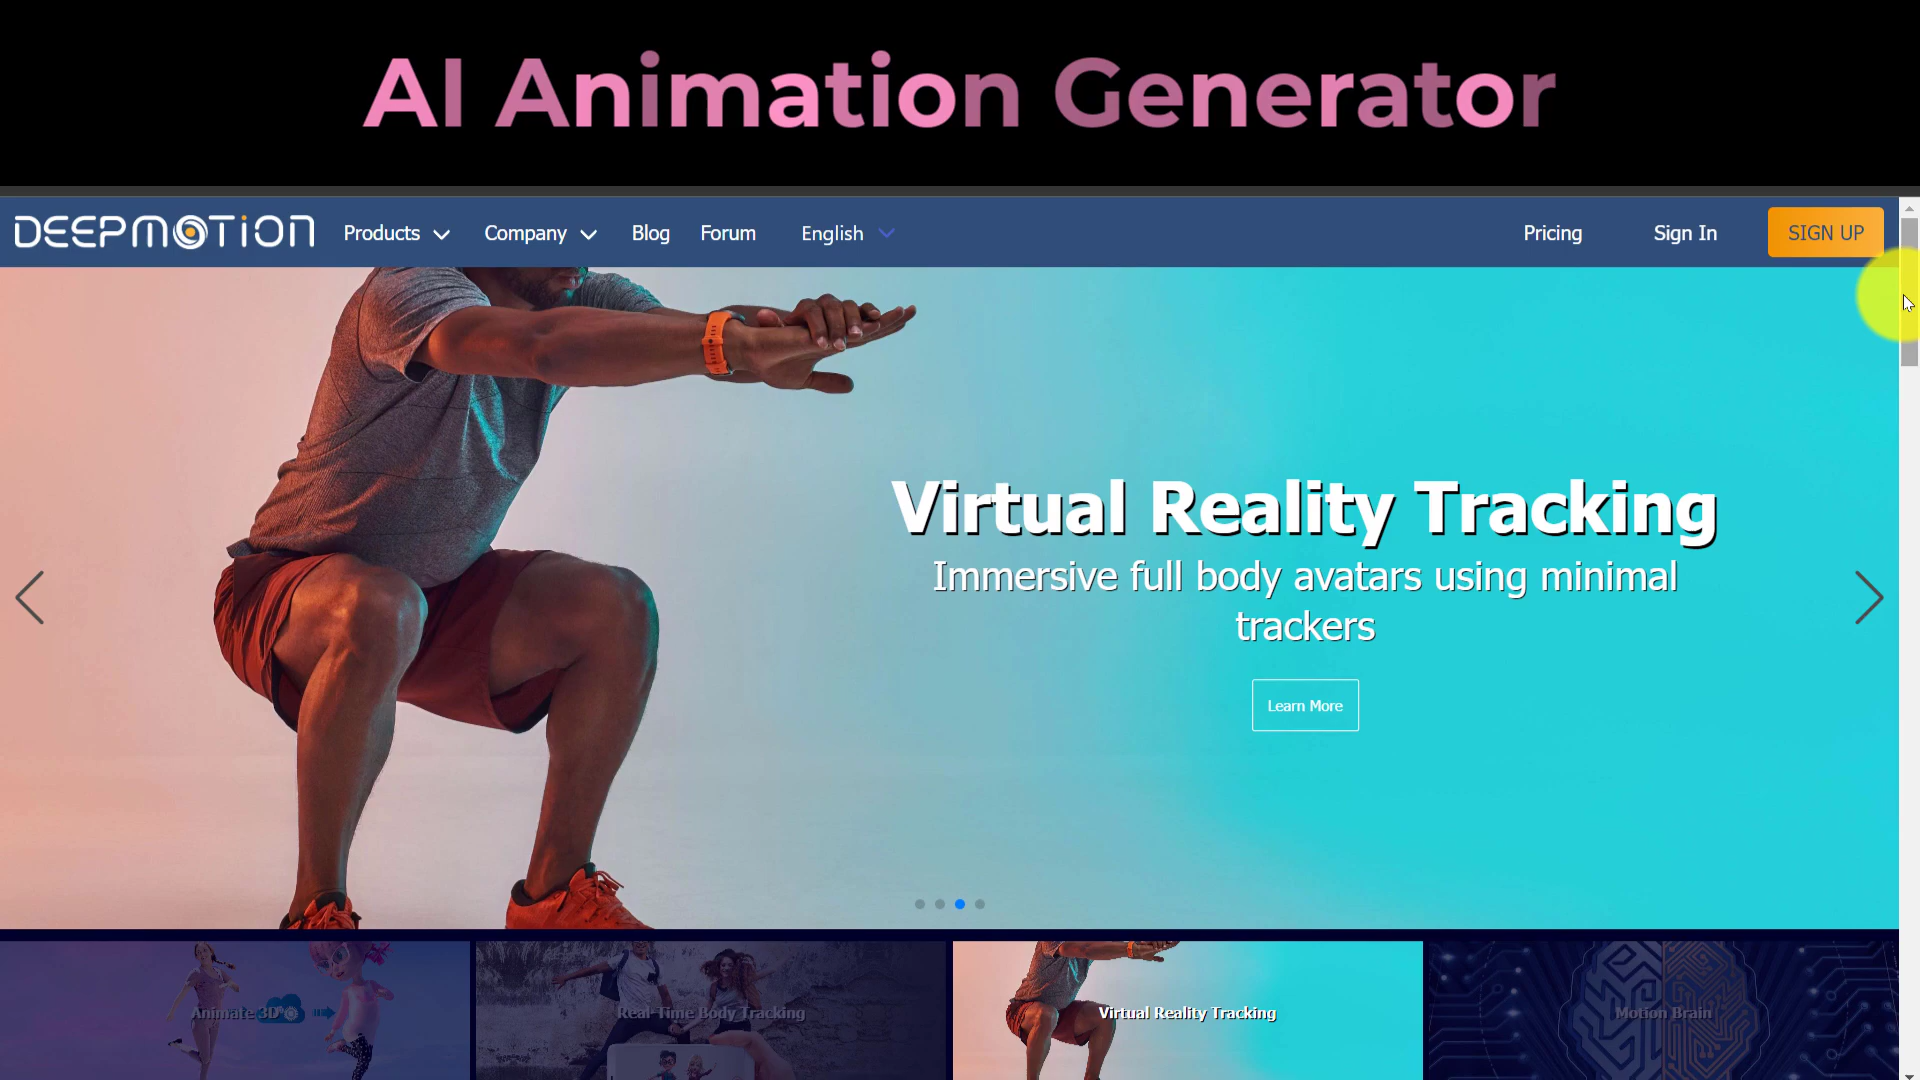 AI Animation Generator
DEEPMOTION Products Company Blog Forum English Pricing Sign In SIGN UP
Virtual Reality Tracking
Immersive full body avatars using minimal
trackers
Learn More
Animate 3D Real-Time Body Tracking Virtual Reality Tracking Motion Brain